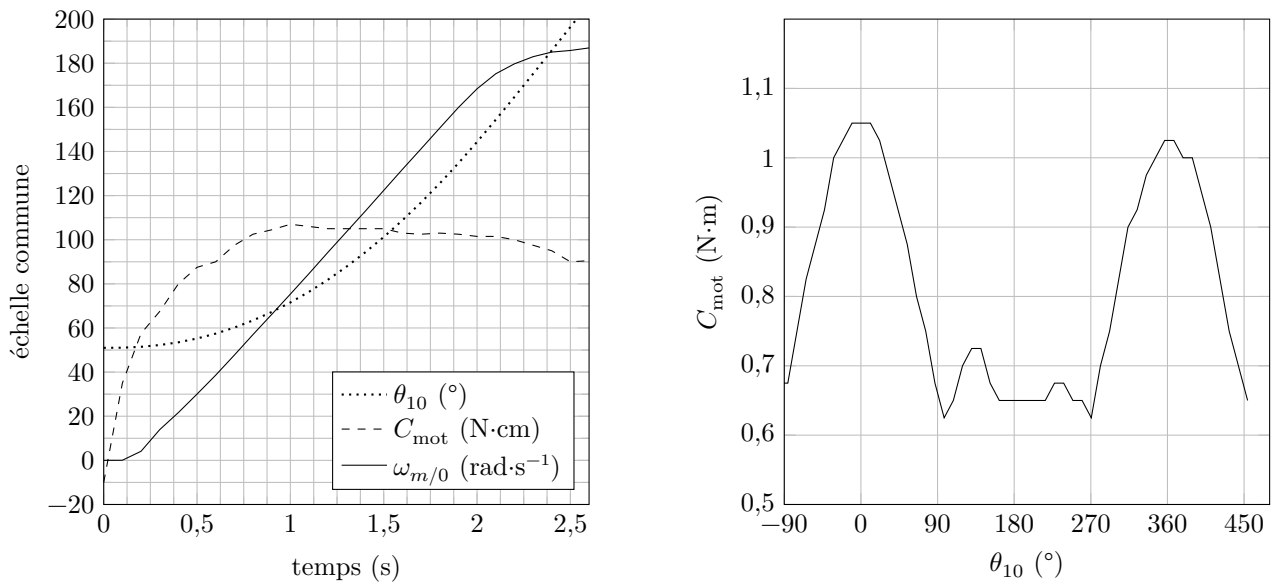 200
180
160
140
120
100
80
60
40
20
0
−20
échelle commune
θ10 (°)
Cmot (N·cm)
ωm/0 (rad·s−1)
0 0,5 1 1,5 2 2,5
temps (s)
1,1
1
0,9
0,8
0,7
0,6
0,5
Cmot (N·m)
−90 0 90 180 270 360 450
θ10 (°)